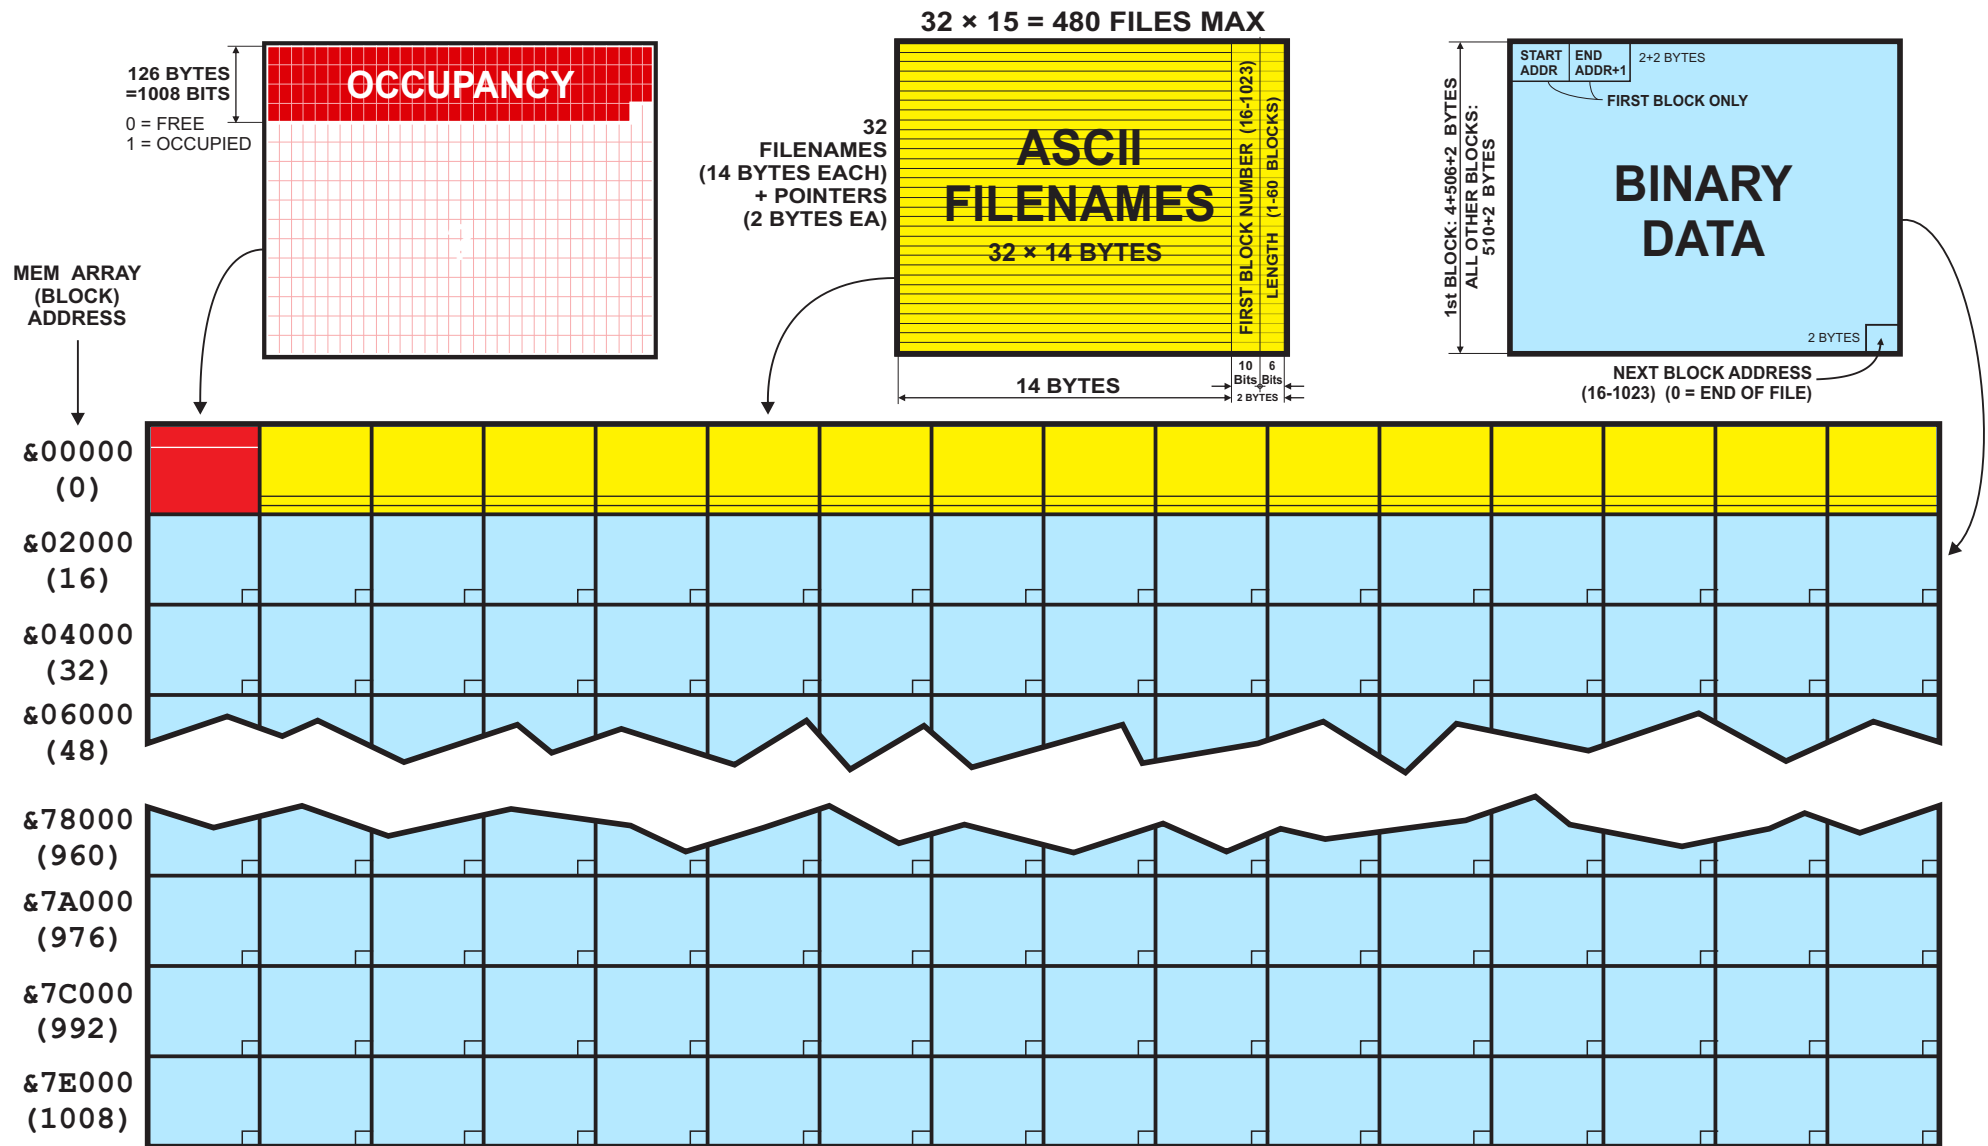 32 × 15 = 480 FILES MAX
126 BYTES
=1008 BITS
0 = FREE
1 = OCCUPIED
OCCUPANCY
32
FILENAMES
(14 BYTES EACH)
+ POINTERS
(2 BYTES EA)
ASCII
FILENAMES
32 × 14 BYTES
FIRST BLOCK NUMBER (16-1023)
LENGTH (1-60 BLOCKS)
14 BYTES
10
Bits
6
Bits
2 BYTES
1st BLOCK: 4+506+2 BYTES
ALL OTHER BLOCKS:
510+2 BYTES
START
ADDR
END
ADDR+1
2+2 BYTES
FIRST BLOCK ONLY
BINARY
DATA
2 BYTES
NEXT BLOCK ADDRESS
(16-1023) (0 = END OF FILE)
MEM ARRAY
(BLOCK)
ADDRESS
&00000
(0)
&02000
(16)
&04000
(32)
&06000
(48)
&78000
(960)
&7A000
(976)
&7C000
(992)
&7E000
(1008)